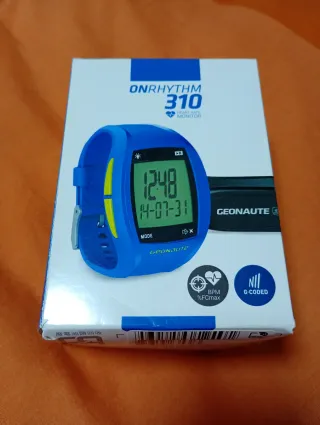 ONRHYTHM
310
HEART RATE
MONITOR
12:48
14-07-31
MODE
GEONAUTE
GEONAUTE
BPM
%FCmax
G-CODED